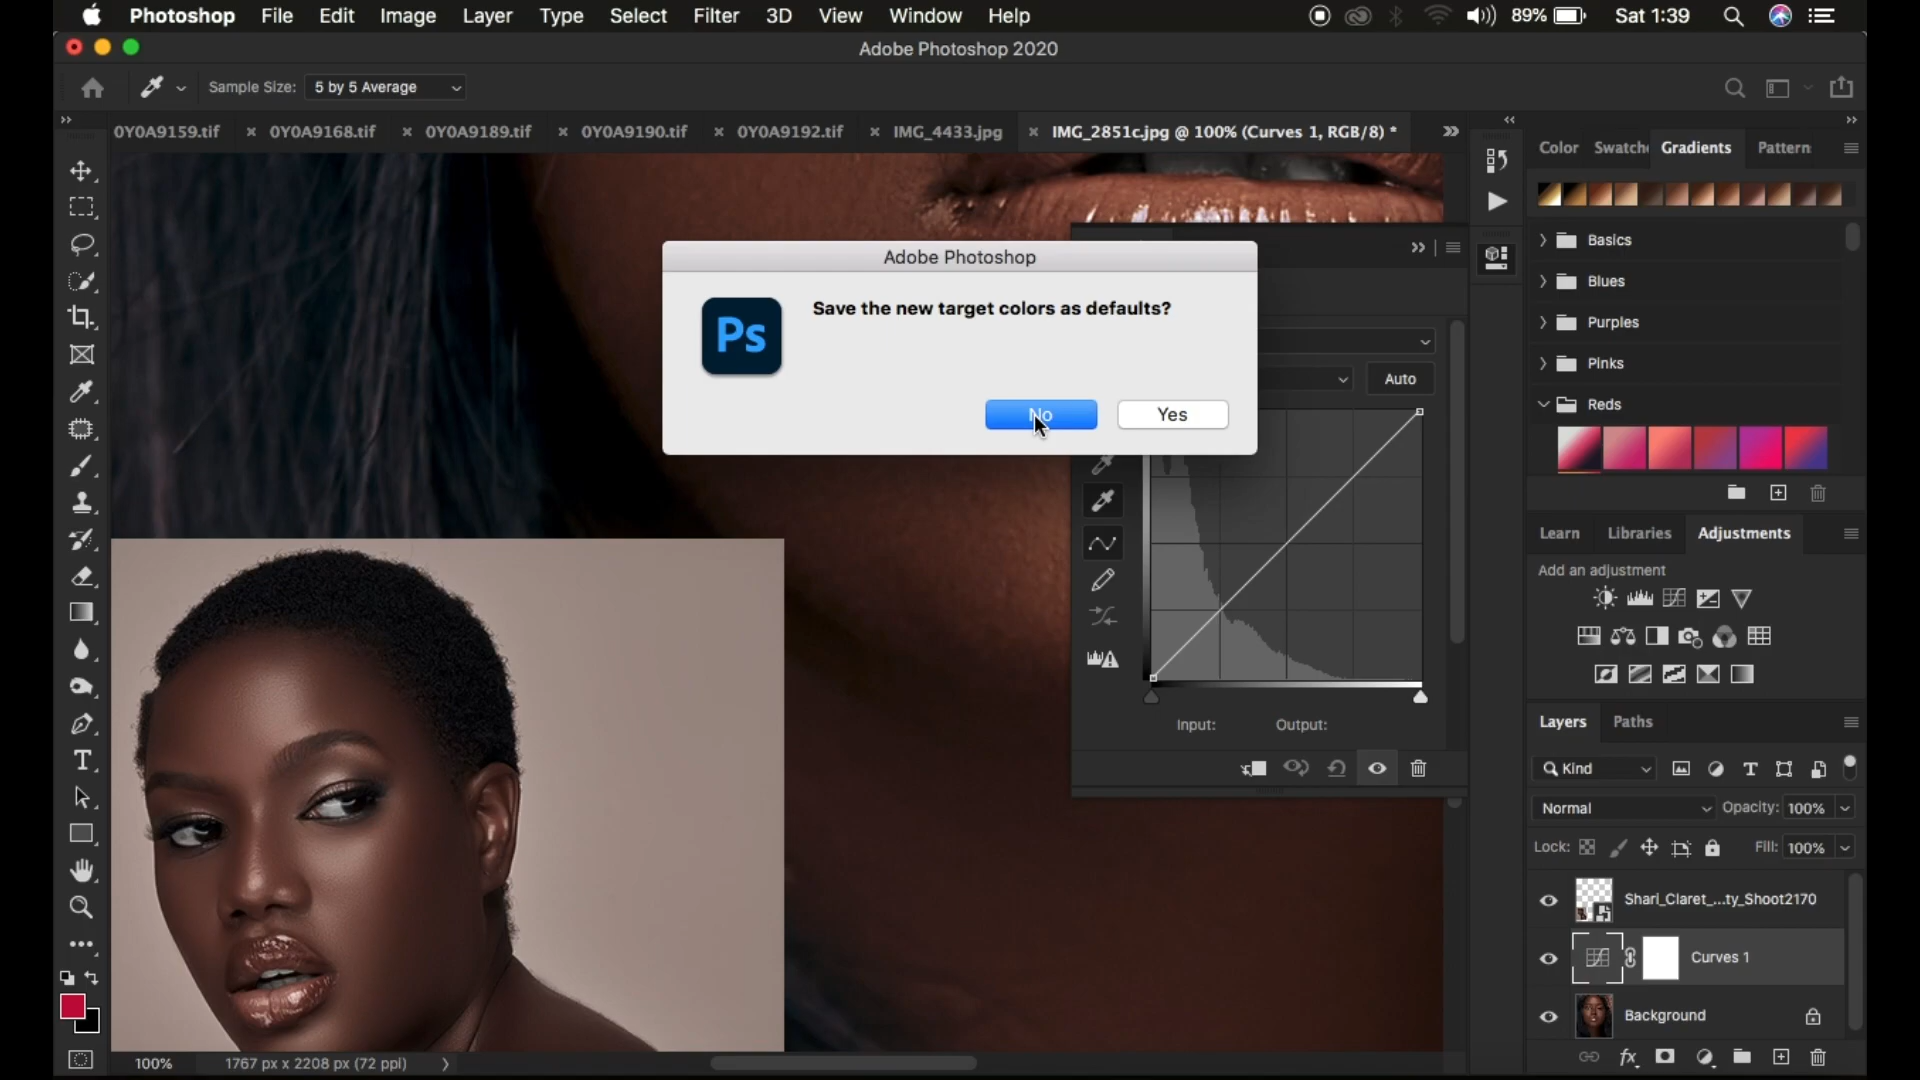 Photoshop File Edit Image Layer Type Select Filter 3D View Window Help 89% Sat 1:39
Adobe Photoshop 2020
Sample Size: 5 by 5 Average
0Y0A9159.tif × 0Y0A9168.tif × 0Y0A9189.tif × 0Y0A9190.tif × 0Y0A9192.tif × IMG_4433.jpg × IMG_2851c.jpg @ 100% (Curves 1, RGB/8) *
Color Swatche Gradients Pattern
Adobe Photoshop
Save the new target colors as defaults?
Ps
No Yes
Auto
Input: Output:
Basics
Blues
Purples
Pinks
Reds
Learn Libraries Adjustments
Add an adjustment
Layers Paths
Kind
Normal Opacity: 100%
Lock: Fill: 100%
Shari_Claret_...ty_Shoot2170
Curves 1
Background
fx
100% 1767 px x 2208 px (72 ppi)